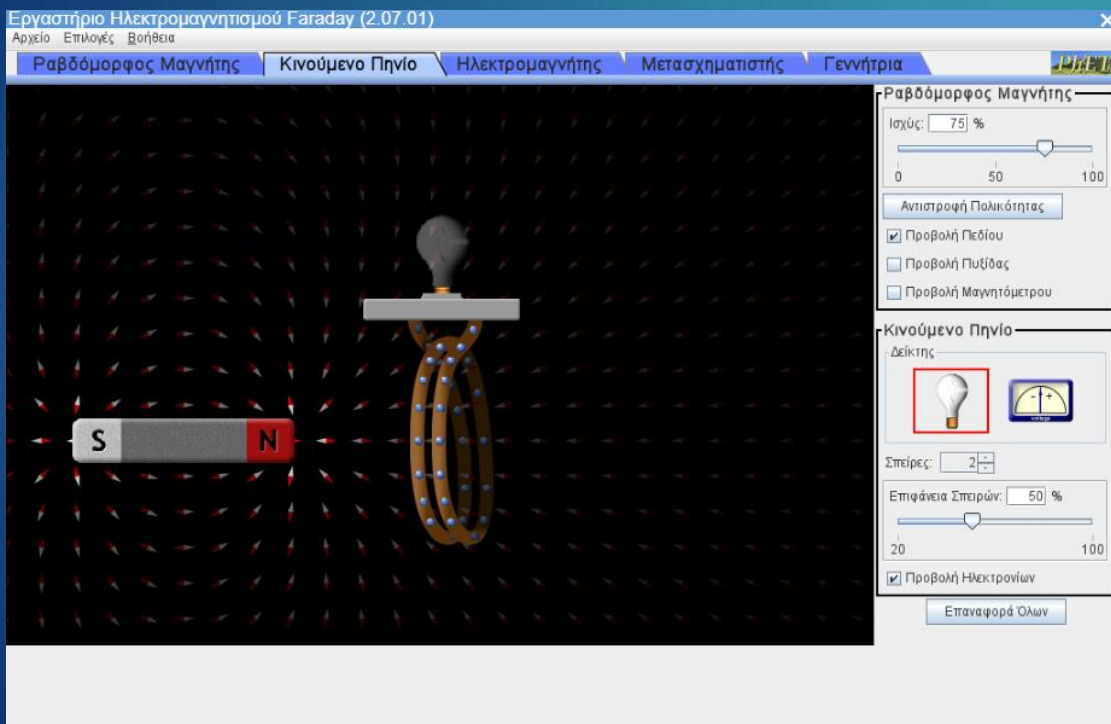 Εργαστήριο Ηλεκτρομαγνητισμού Faraday (2.07.01)
Αρχείο Επιλογές Βοήθεια
Ραβδόμορφος Μαγνήτης Κινούμενο Πηνίο Ηλεκτρομαγνήτης Μετασχηματιστής Γεννήτρια PhET
Ραβδόμορφος Μαγνήτης
Ισχύς: 75 %
0 50 100
Αντιστροφή Πολικότητας
Προβολή Πεδίου
Προβολή Πυξίδας
Προβολή Μαγνητόμετρου
S N
Κινούμενο Πηνίο
Δείκτης
- +
voltage
Σπείρες: 2
Επιφάνεια Σπειρών: 50 %
20 100
Προβολή Ηλεκτρονίων
Επαναφορά Όλων